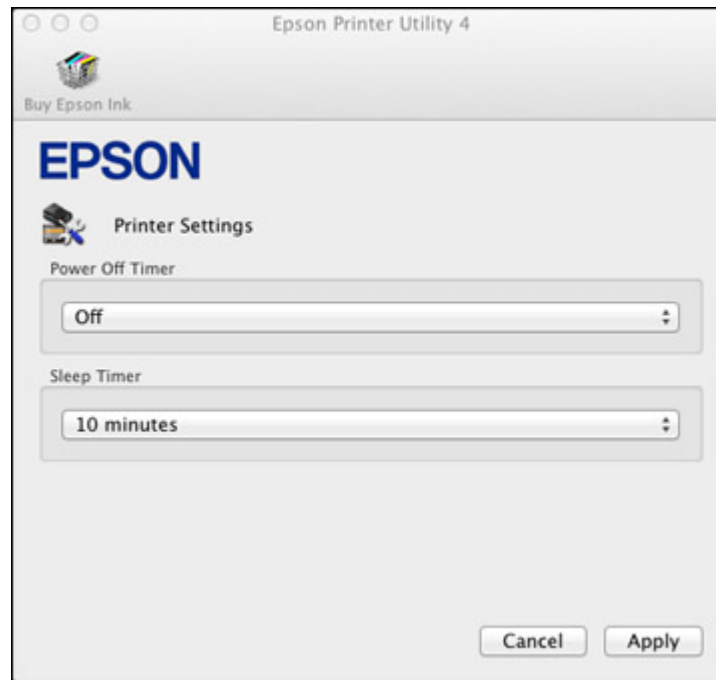 Epson Printer Utility 4
Buy Epson Ink
EPSON
Printer Settings
Power Off Timer
Off
Sleep Timer
10 minutes
Cancel Apply